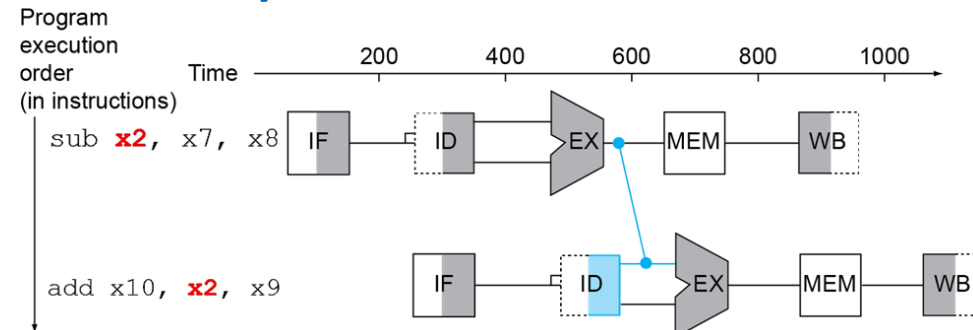 Program
execution
order
(in instructions)
Time
200 400 600 800 1000
sub x2, x7, x8
IF ID EX MEM WB
add x10, x2, x9
IF ID EX MEM WB